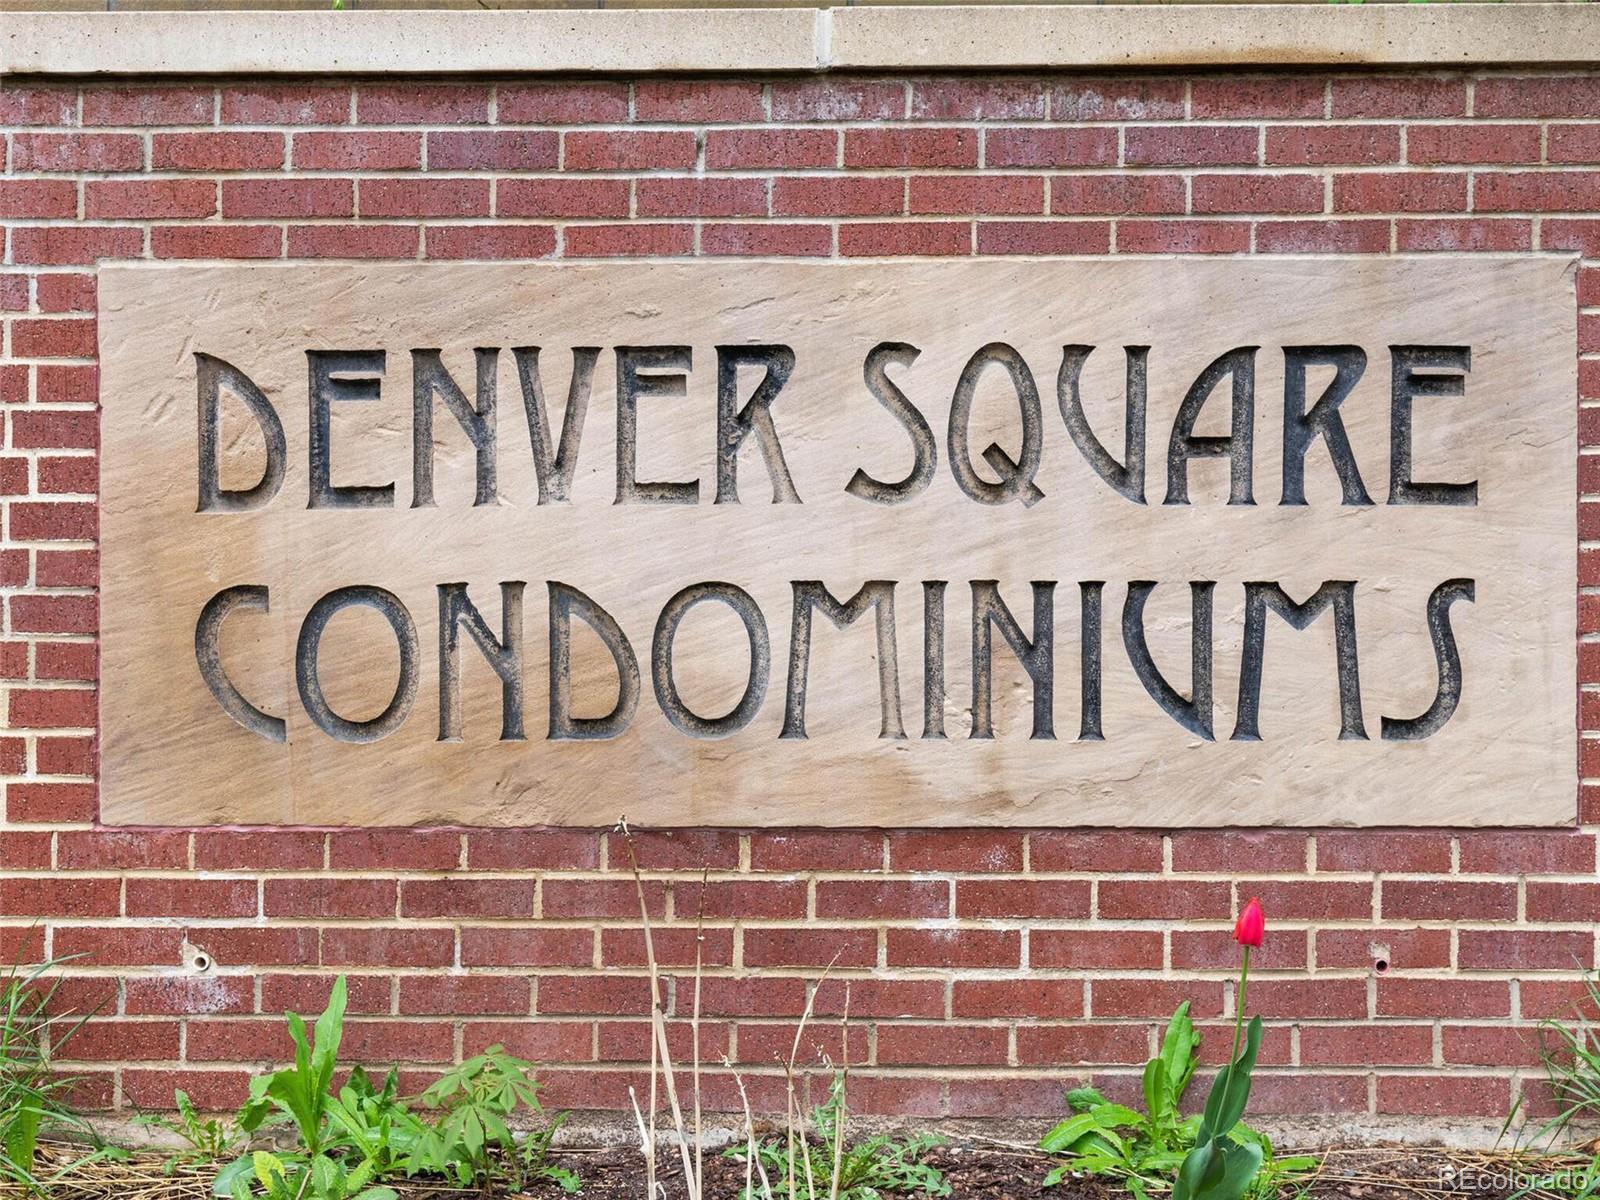 DENVER SQUARE
CONDOMINIUMS
REcolorado